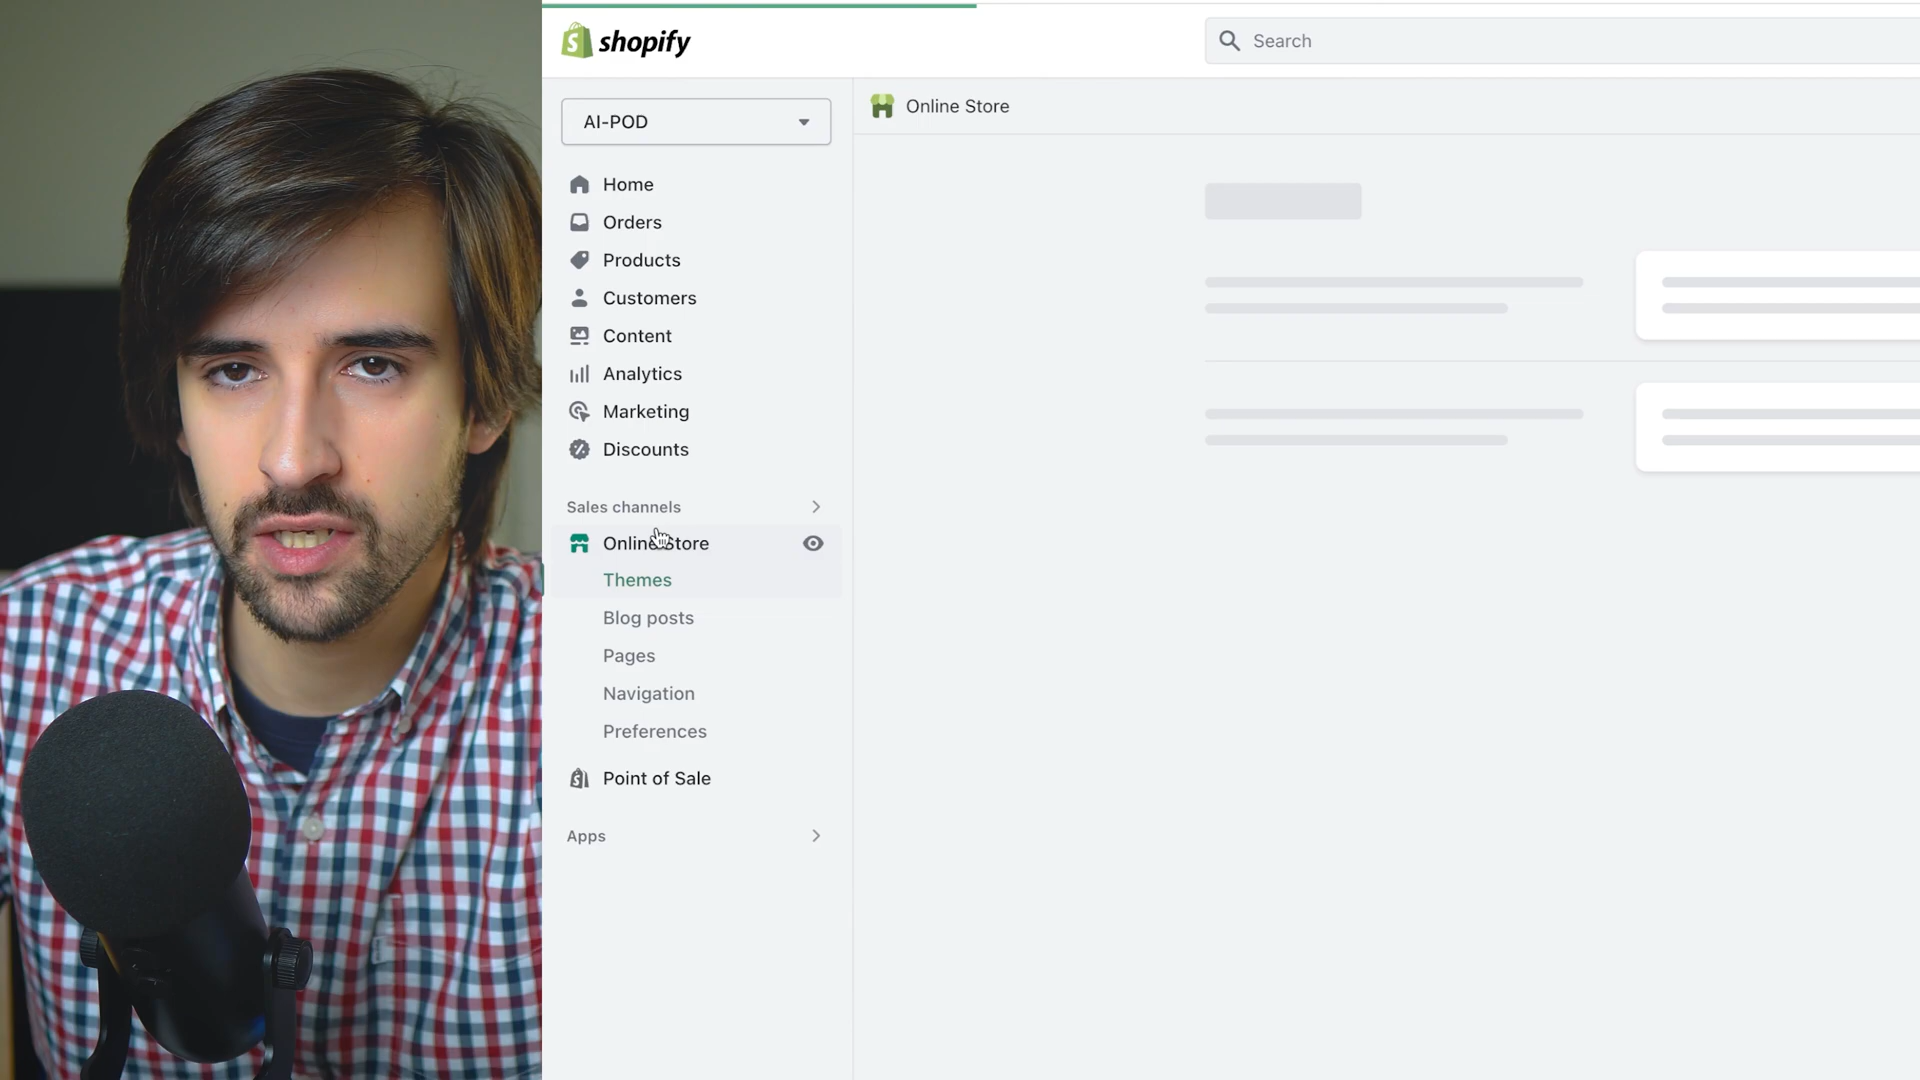 shopify
Search
AI-POD
Online Store
Home
Orders
Products
Customers
Content
Analytics
Marketing
Discounts
Sales channels
Online Store
Themes
Blog posts
Pages
Navigation
Preferences
Point of Sale
Apps